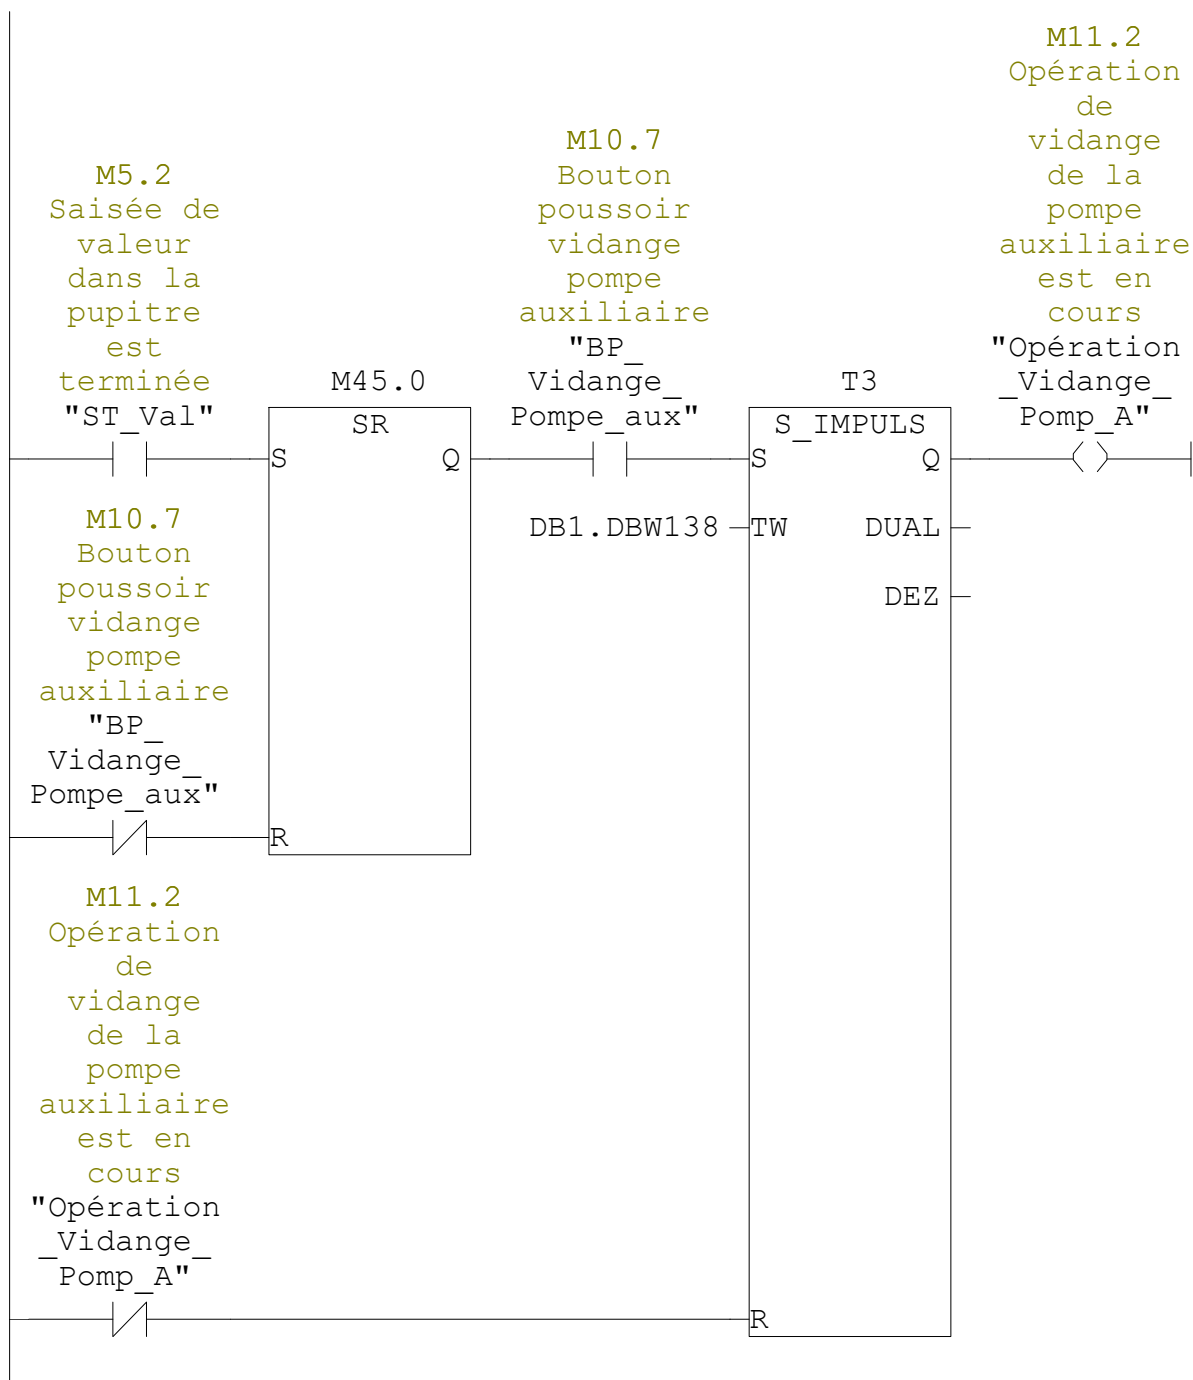 M11.2
Opération
de
vidange
de la
pompe
auxiliaire
est en
cours
"Opération
_Vidange_
Pomp_A"
M10.7
Bouton
poussoir
vidange
pompe
auxiliaire
"BP_
Vidange_
Pompe_aux"
M5.2
Saisée de
valeur
dans la
pupitre
est
terminée
"ST_Val"
M45.0
SR
S Q
R
T3
S_IMPULS
S Q
DB1.DBW138 TW DUAL
DEZ
R
M10.7
Bouton
poussoir
vidange
pompe
auxiliaire
"BP_
Vidange_
Pompe_aux"
M11.2
Opération
de
vidange
de la
pompe
auxiliaire
est en
cours
"Opération
_Vidange_
Pomp_A"